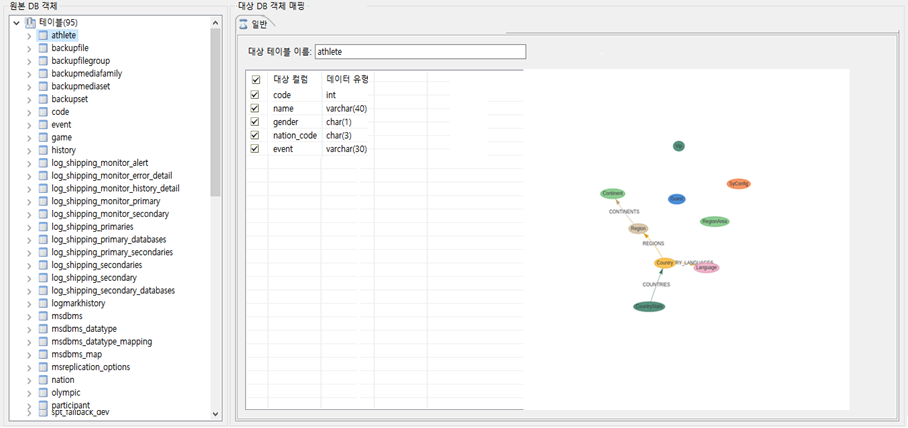 원본 DB 객체
테이블(95)
athlete
backupfile
backupfilegroup
backupmediafamily
backupmediaset
backupset
code
event
game
history
log_shipping_monitor_alert
log_shipping_monitor_error_detail
log_shipping_monitor_history_detail
log_shipping_monitor_primary
log_shipping_monitor_secondary
log_shipping_primaries
log_shipping_primary_databases
log_shipping_primary_secondaries
log_shipping_secondaries
log_shipping_secondary
log_shipping_secondary_databases
logmarkhistory
msdbms
msdbms_datatype
msdbms_datatype_mapping
msdbms_map
msreplication_options
nation
olympic
participant
spt_fallback_dev
대상 DB 객체 매핑
일반
대상 테이블 이름: athlete
대상 컬럼 데이터 유형
code int
name varchar(40)
gender char(1)
nation_code char(3)
event varchar(30)
SyConfig
Continent
RegionArea
CONTINENTS
Region
REGIONS
Country
RY_LANGUAGES
Language
COUNTRIES